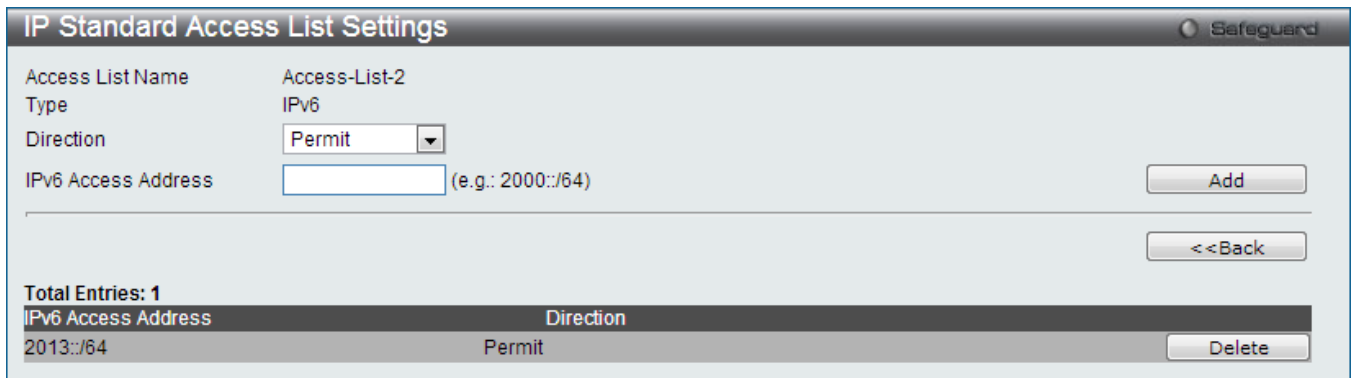 IP Standard Access List Settings Safeguard
Access List Name Access-List-2
Type IPv6
Direction Permit
IPv6 Access Address (e.g.: 2000::/64) Add
<<Back
Total Entries: 1
IPv6 Access Address Direction
2013::/64 Permit Delete